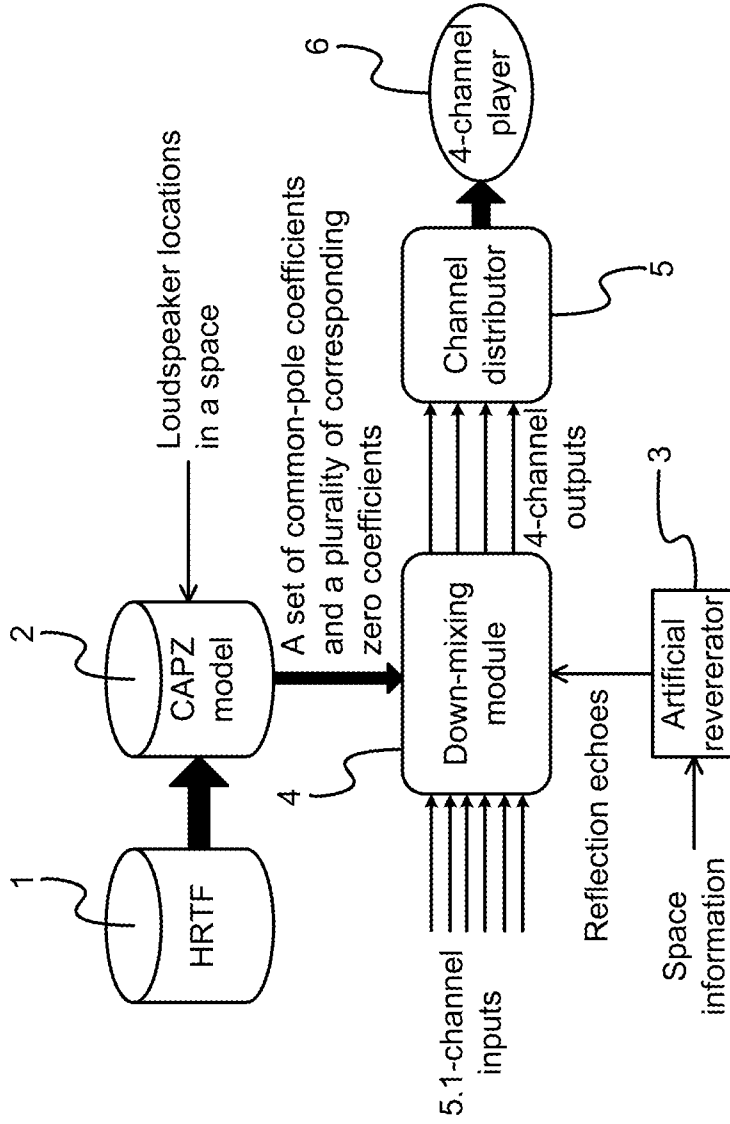 1
HRTF
2
CAPZ
model
Loudspeaker locations
in a space
A set of common-pole coefficients
and a plurality of corresponding
zero coefficients
4
5.1-channel
inputs
Down-mixing
module
4-channel
outputs
Channel
distributor
5
6
4-channel
player
Reflection echoes
Space
information
Artificial
revererator
3